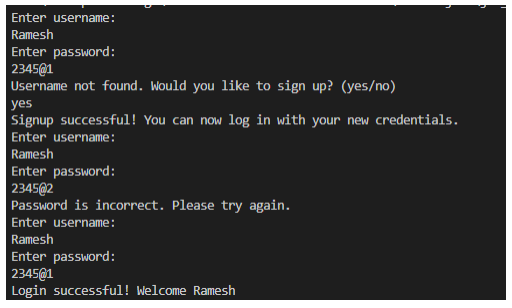 Enter username:
Ramesh
Enter password:
2345@1
Username not found. Would you like to sign up? (yes/no)
yes
Signup successful! You can now log in with your new credentials.
Enter username:
Ramesh
Enter password:
2345@2
Password is incorrect. Please try again.
Enter username:
Ramesh
Enter password:
2345@1
Login successful! Welcome Ramesh